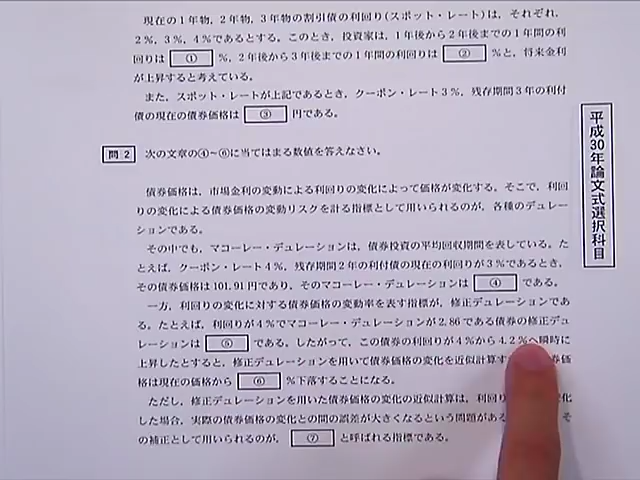 現在の1年物，2年物，3年物の割引債の利回り(スポット・レート)は，それぞれ，
2％，3％，4％であるとする。このとき，投資家は，1年後から2年後までの1年間の利
回りは ① ％，2年後から3年後までの1年間の利回りは ② ％と，将来金利
が上昇すると考えている。
また，スポット・レートが上記であるとき，クーポン・レート3％，残存期間3年の利付
債の現在の債券価格は ③ 円である。
問2 次の文章の④～⑥に当てはまる数値を答えなさい。
債券価格は，市場金利の変動による利回りの変化によって価格が変化する。そこで，利回
りの変化による債券価格の変動リスクを計る指標として用いられるのが，各種のデュレー
ションである。
その中でも，マコーレー・デュレーションは，債券投資の平均回収期間を表している。た
とえば，クーポン・レート4％，残存期間2年の利付債の現在の利回りが3％であるとき，
その債券価格は101.91円であり，そのマコーレー・デュレーションは ④ である。
一方，利回りの変化に対する債券価格の変動率を表す指標が，修正デュレーションであ
る。たとえば，利回りが4％でマコーレー・デュレーションが2.86である債券の修正デュ
レーションは ⑤ である。したがって，この債券の利回りが4％から4.2％へ瞬時に
上昇したとすると，修正デュレーションを用いて債券価格の変化を近似計算す 券価
格は現在の価格から ⑥ ％下落することになる。
ただし，修正デュレーションを用いた債券価格の変化の近似計算は，利回り 化
した場合，実際の債券価格の変化との間の誤差が大きくなるという問題がある そ
の補正として用いられるのが， ⑦ と呼ばれる指標である。
平成30年論文式選択科目